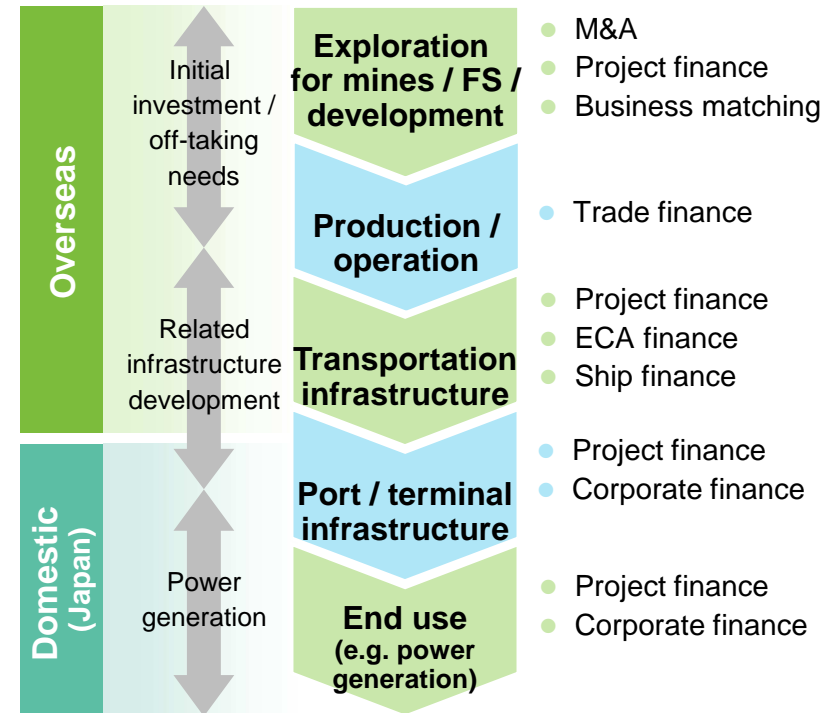 Overseas
Initial
investment /
off-taking
needs
Exploration
for mines / FS /
development
M&A
Project finance
Business matching
Production /
operation
Trade finance
Related
infrastructure
development
Transportation
infrastructure
Project finance
ECA finance
Ship finance
Domestic
(Japan)
Port / terminal
infrastructure
Project finance
Corporate finance
Power
generation
End use
(e.g. power
generation)
Project finance
Corporate finance